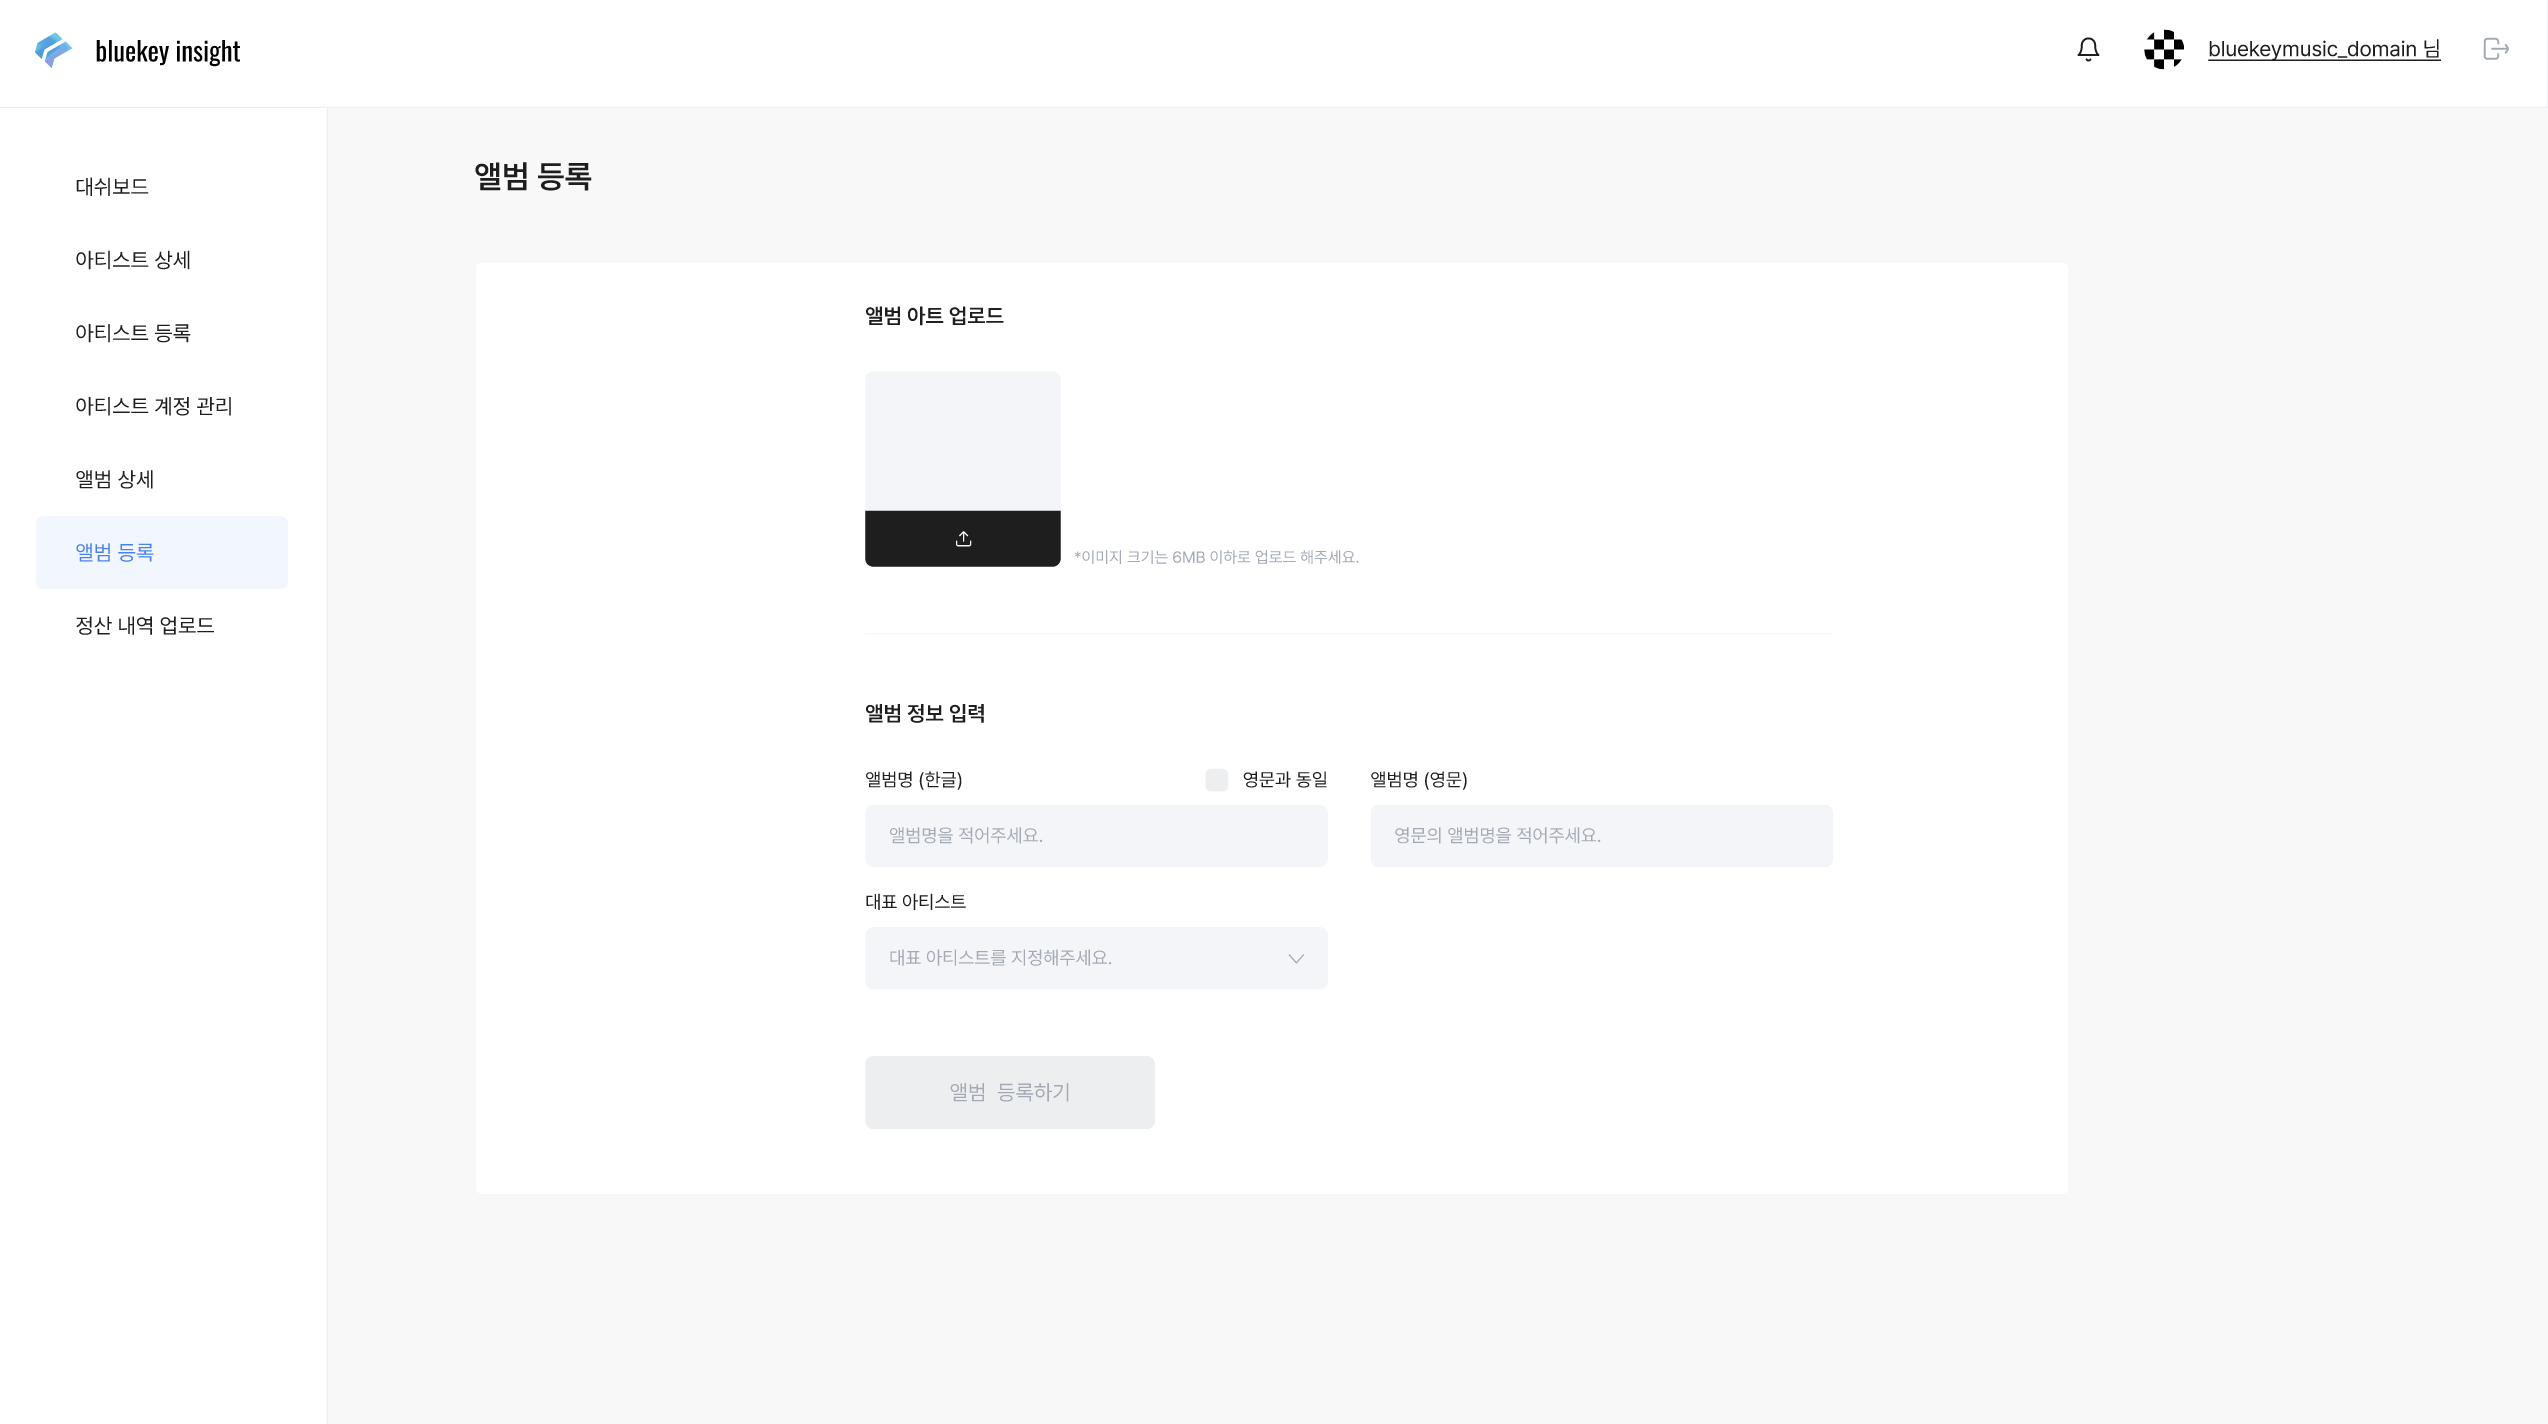 bluekey insight
bluekeymusic_domain 님
대쉬보드
아티스트 상세
아티스트 등록
아티스트 계정 관리
앨범 상세
앨범 등록
정산 내역 업로드
앨범 등록
앨범 아트 업로드
*이미지 크기는 6MB 이하로 업로드 해주세요.
앨범 정보 입력
앨범명 (한글)
영문과 동일
앨범명 (영문)
앨범명을 적어주세요.
영문의 앨범명을 적어주세요.
대표 아티스트
대표 아티스트를 지정해주세요.
앨범 등록하기